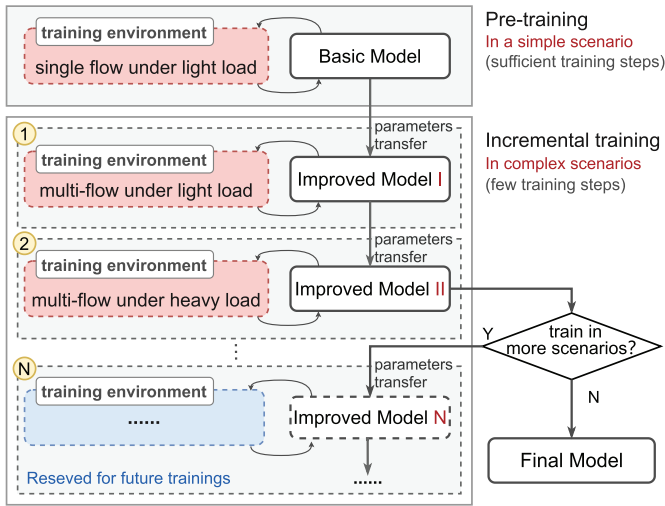 training environment
single flow under light load
Basic Model
Pre-training
In a simple scenario
(sufficient training steps)
1
parameters
transfer
training environment
multi-flow under light load
Improved Model I
Incremental training
In complex scenarios
(few training steps)
2
parameters
transfer
training environment
multi-flow under heavy load
Improved Model II
train in
more scenarios?
Y
N
N
parameters
transfer
training environment
......
Improved Model N
Reseved for future trainings
......
Final Model